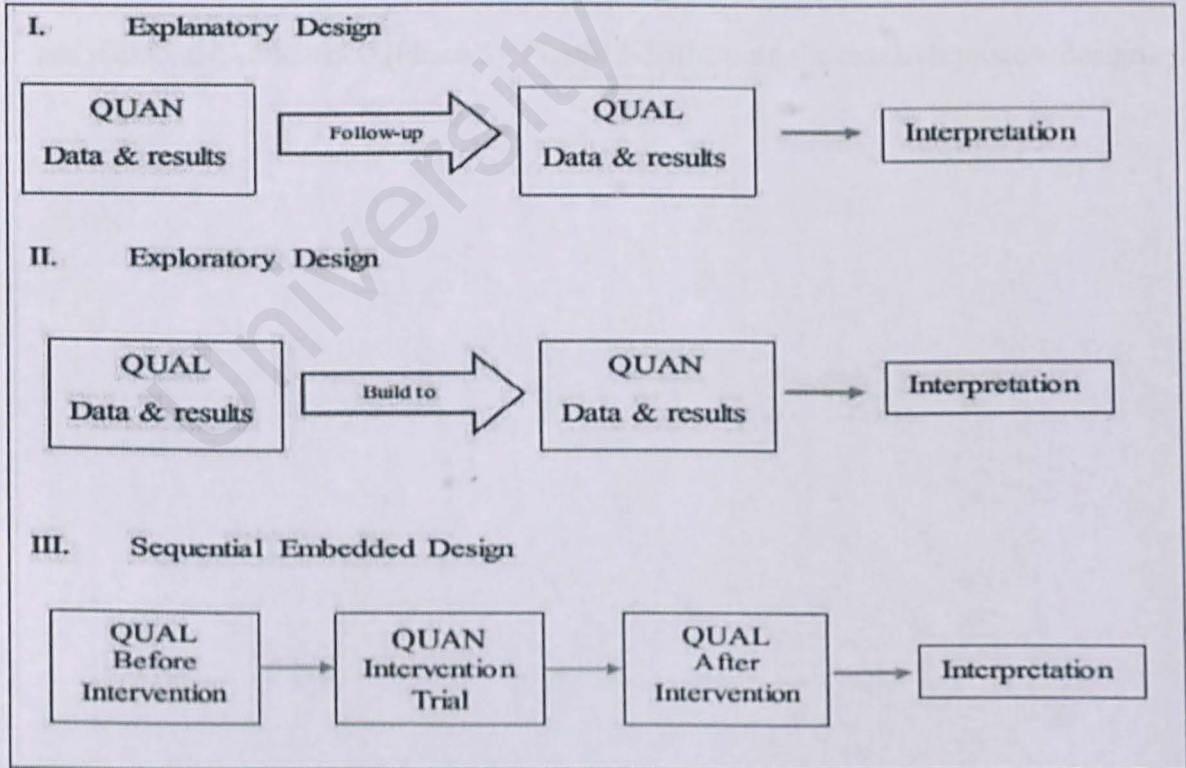 I. Explanatory Design
QUAN
Data & results
Follow-up
QUAL
Data & results
Interpretation
II. Exploratory Design
QUAL
Data & results
Build to
QUAN
Data & results
Interpretation
III. Sequential Embedded Design
QUAL
Before
Intervention
QUAN
Intervention
Trial
QUAL
After
Intervention
Interpretation
University